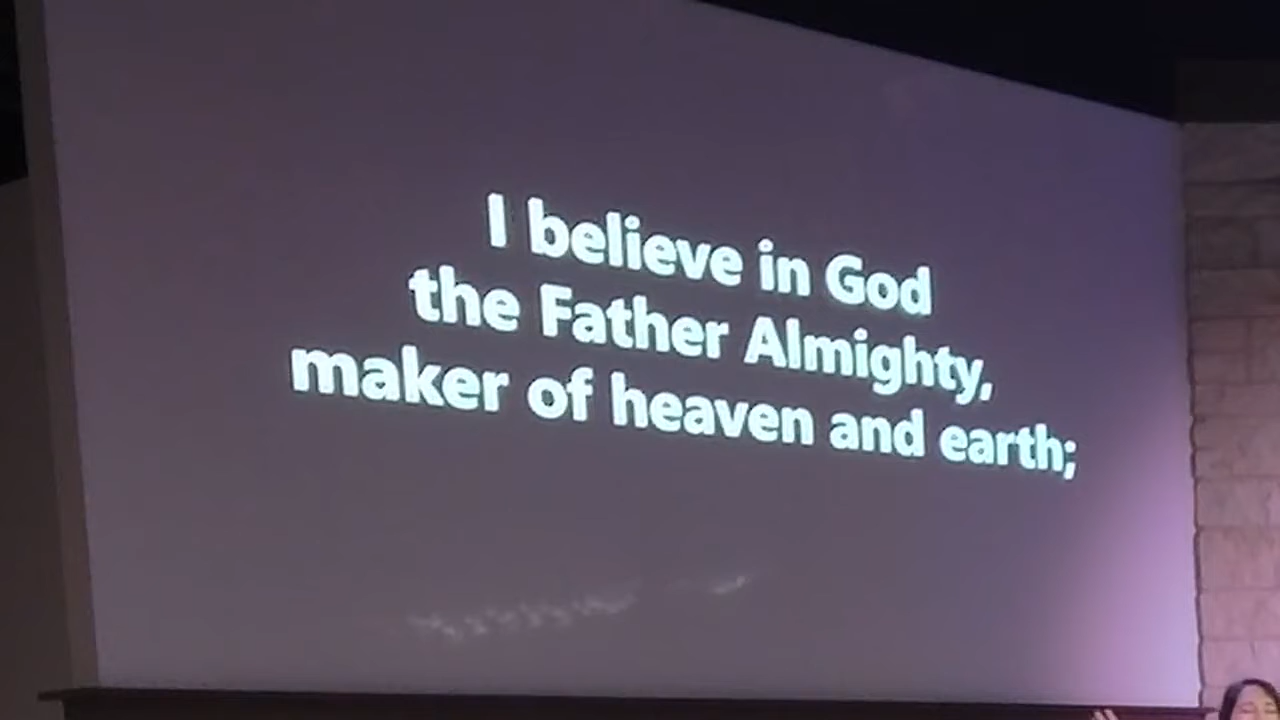 I believe in God
the Father Almighty,
maker of heaven and earth;